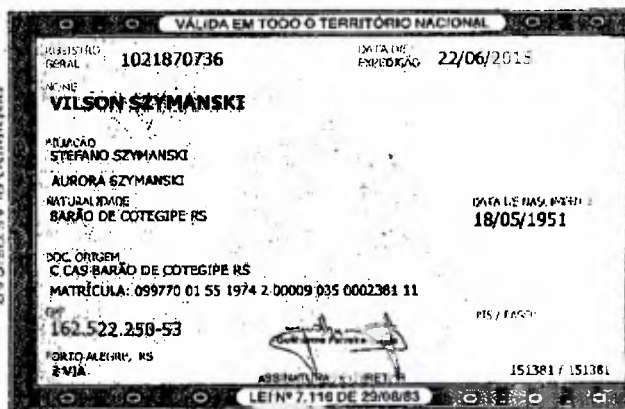 VÁLIDA EM TODO O TERRITÓRIO NACIONAL
REGISTRO GERAL 1021870736 DATA DE EXPEDIÇÃO 22/06/2015
NOME
VILSON SZYMANSKI
FILIAÇÃO
STEFANO SZYMANSKI
AURORA SZYMANSKI
NATURALIDADE DATA DE NASCIMENTO
BARÃO DE COTEGIPE RS 18/05/1951
DOC. ORIGEM
C CAS BARÃO DE COTEGIPE RS
MATRÍCULA: 099770 01 55 1974 2 00009 035 0002381 11
CPF PIS / PASEP
162.522.250-53
PORTO ALEGRE, RS
2 VIA 151381 / 151381
ASSINATURA DIRETOR
LEI Nº 7.116 DE 29/08/83